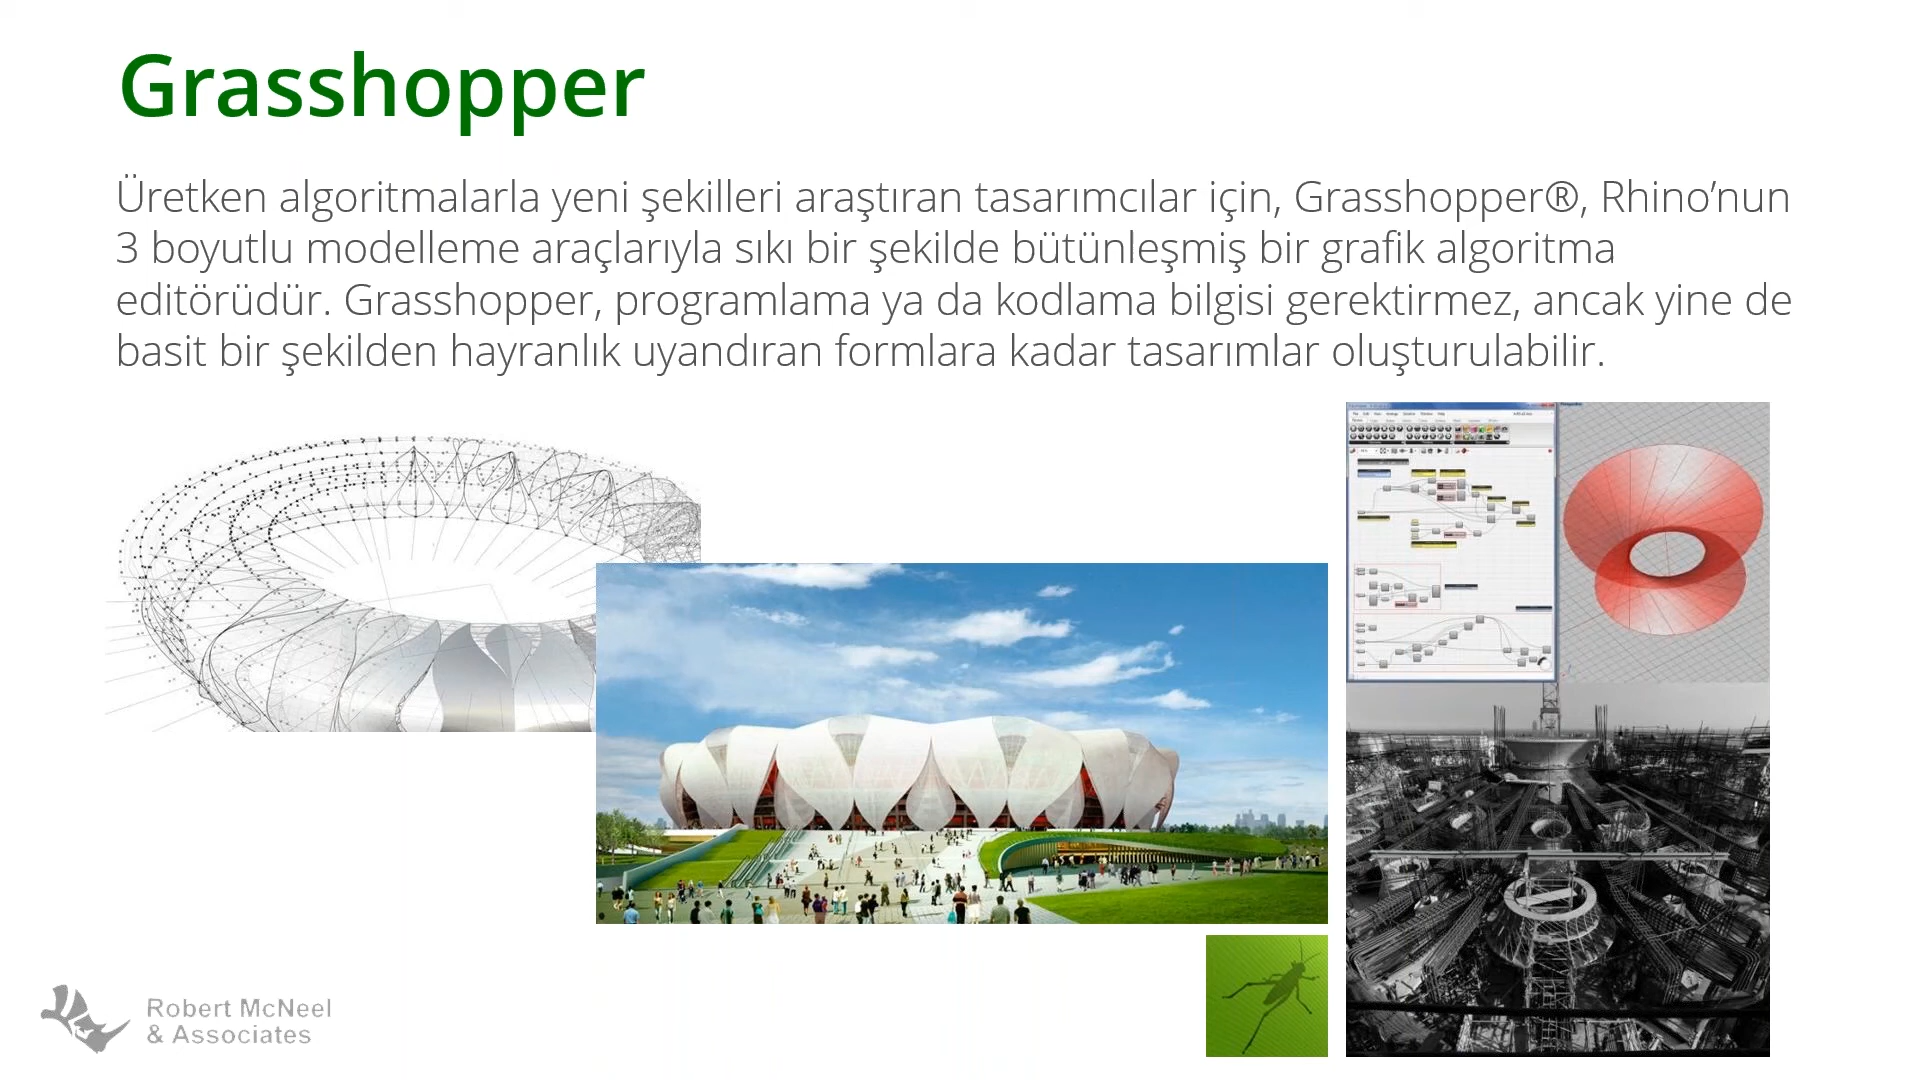 Grasshopper
Üretken algoritmalarla yeni şekilleri araştıran tasarımcılar için, Grasshopper®, Rhino’nun
3 boyutlu modelleme araçlarıyla sıkı bir şekilde bütünleşmiş bir grafik algoritma
editörüdür. Grasshopper, programlama ya da kodlama bilgisi gerektirmez, ancak yine de
basit bir şekilden hayranlık uyandıran formlara kadar tasarımlar oluşturulabilir.
Robert McNeel
& Associates